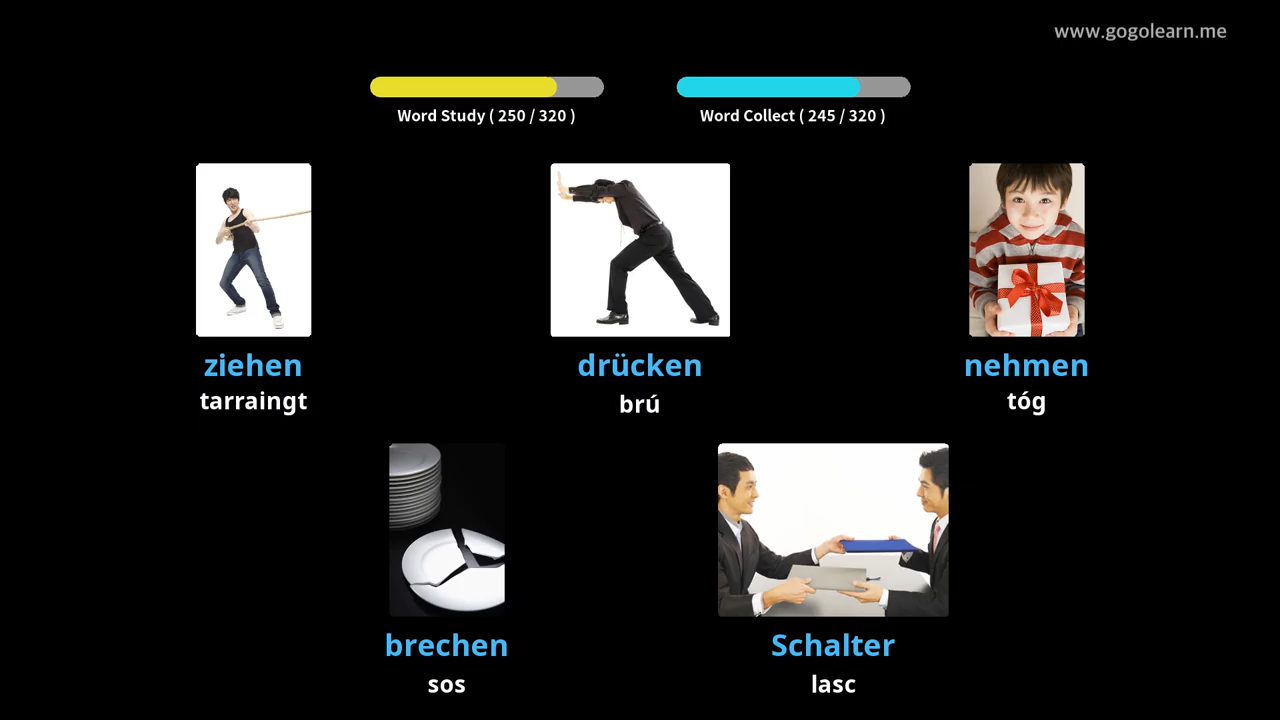 www.gogolearn.me
Word Study ( 250 / 320 )
Word Collect ( 245 / 320 )
ziehen
tarraingt
drücken
brú
nehmen
tóg
brechen
sos
Schalter
lasc